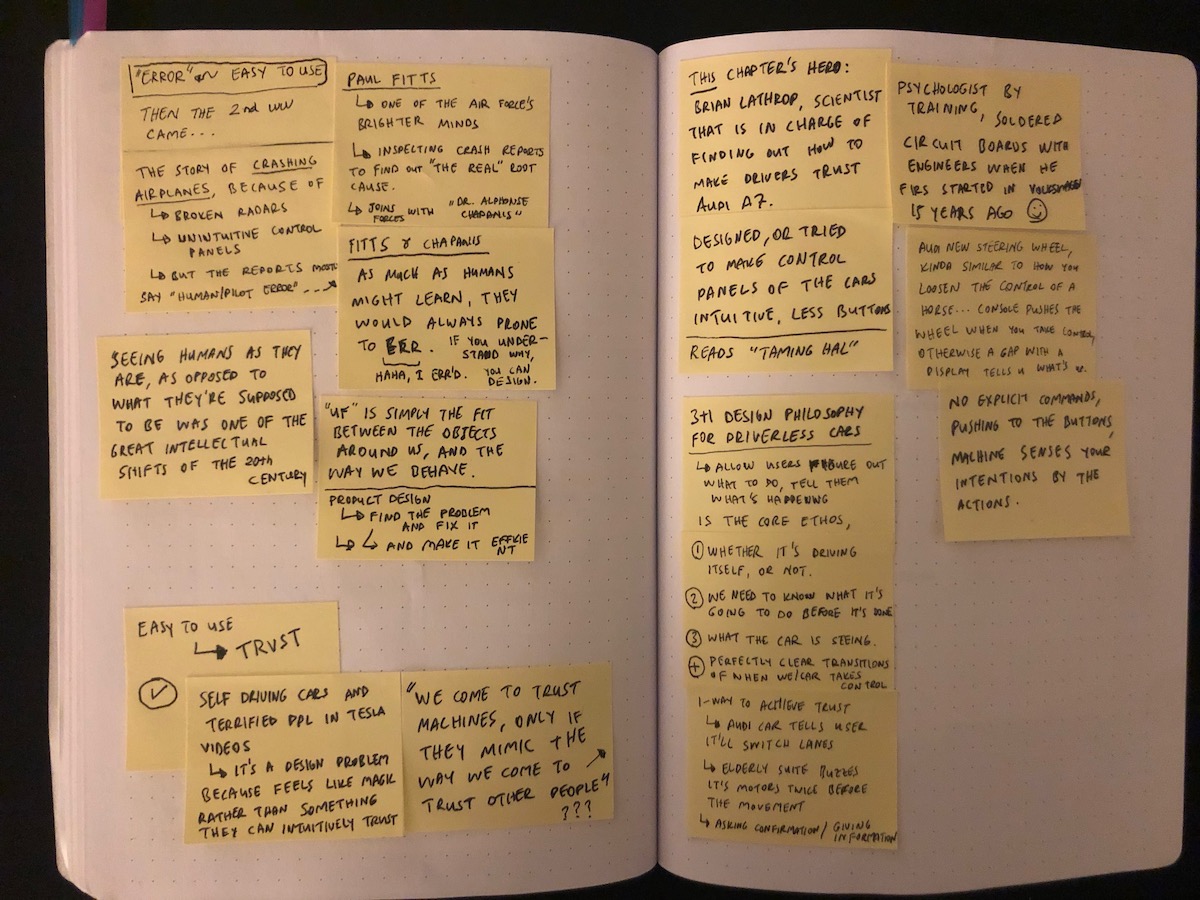 "ERROR" EASY TO USE
THEN THE 2nd WW
CAME...
THE STORY OF CRASHING
AIRPLANES, BECAUSE OF
↳ BROKEN RADARS
↳ UNINTUITIVE CONTROL
PANELS
↳ BUT THE REPORTS MOSTLY
SAY "HUMAN/PILOT ERROR" ...
PAUL FITTS
↳ ONE OF THE AIR FORCE'S
BRIGHTER MINDS
↳ INSPECTING CRASH REPORTS
TO FIND OUT "THE REAL" ROOT
CAUSE.
↳ JOINS FORCES WITH "DR. ALPHONSE
CHAPANIS"
FITTS & CHAPANIS
AS MUCH AS HUMANS
MIGHT LEARN, THEY
WOULD ALWAYS PRONE
TO ERR. IF YOU UNDER-
STAND WHY,
YOU CAN
DESIGN.
HAHA, I ERR'D.
SEEING HUMANS AS THEY
ARE, AS OPPOSED TO
WHAT THEY'RE SUPPOSED
TO BE WAS ONE OF THE
GREAT INTELLECTUAL
SHIFTS OF THE 20th
CENTURY
"UF" IS SIMPLY THE FIT
BETWEEN THE OBJECTS
AROUND US, AND THE
WAY WE BEHAVE.
PRODUCT DESIGN
↳ FIND THE PROBLEM
AND FIX IT
↳ ↳ AND MAKE IT EFFICIE
NT
EASY TO USE
↳ TRUST
SELF DRIVING CARS AND
TERRIFIED PPL IN TESLA
VIDEOS
↳ IT'S A DESIGN PROBLEM
BECAUSE FEELS LIKE MAGIC
RATHER THAN SOMETHING
THEY CAN INTUITIVELY TRUST
"WE COME TO TRUST
MACHINES, ONLY IF
THEY MIMIC THE
WAY WE COME TO
TRUST OTHER PEOPLE"
???
THIS CHAPTER'S HERO:
BRIAN LATHROP, SCIENTIST
THAT IS IN CHARGE OF
FINDING OUT HOW TO
MAKE DRIVERS TRUST
AUDI A7.
DESIGNED, OR TRIED
TO MAKE CONTROL
PANELS OF THE CARS
INTUITIVE, LESS BUTTONS
READS "TAMING HAL"
PSYCHOLOGIST BY
TRAINING, SOLDERED
CIRCUIT BOARDS WITH
ENGINEERS WHEN HE
FIRS STARTED IN VOLKSWAGEN
15 YEARS AGO
AUDI NEW STEERING WHEEL,
KINDA SIMILAR TO HOW YOU
LOOSEN THE CONTROL OF A
HORSE... CONSOLE PUSHES THE
WHEEL WHEN YOU TAKE CONTROL,
OTHERWISE A GAP WITH A
DISPLAY TELLS U WHAT'S
NO EXPLICIT COMMANDS,
PUSHING TO THE BUTTONS,
MACHINE SENSES YOUR
INTENTIONS BY THE
ACTIONS.
3+1 DESIGN PHILOSOPHY
FOR DRIVERLESS CARS
↳ ALLOW USERS FIGURE OUT
WHAT TO DO, TELL THEM
WHAT'S HAPPENING
IS THE CORE ETHOS,
① WHETHER IT'S DRIVING
ITSELF, OR NOT.
② WE NEED TO KNOW WHAT IT'S
GOING TO DO BEFORE IT'S DONE
③ WHAT THE CAR IS SEEING.
⊕ PERFECTLY CLEAR TRANSITIONS
OF WHEN WE/CAR TAKES
CONTROL
1-WAY TO ACHIEVE TRUST
↳ AUDI CAR TELLS USER
IT'LL SWITCH LANES
↳ ELDERLY SUITE BUZZES
IT'S MOTORS TWICE BEFORE
THE MOVEMENT
↳ ASKING CONFIRMATION/ GIVING
INFORMATION